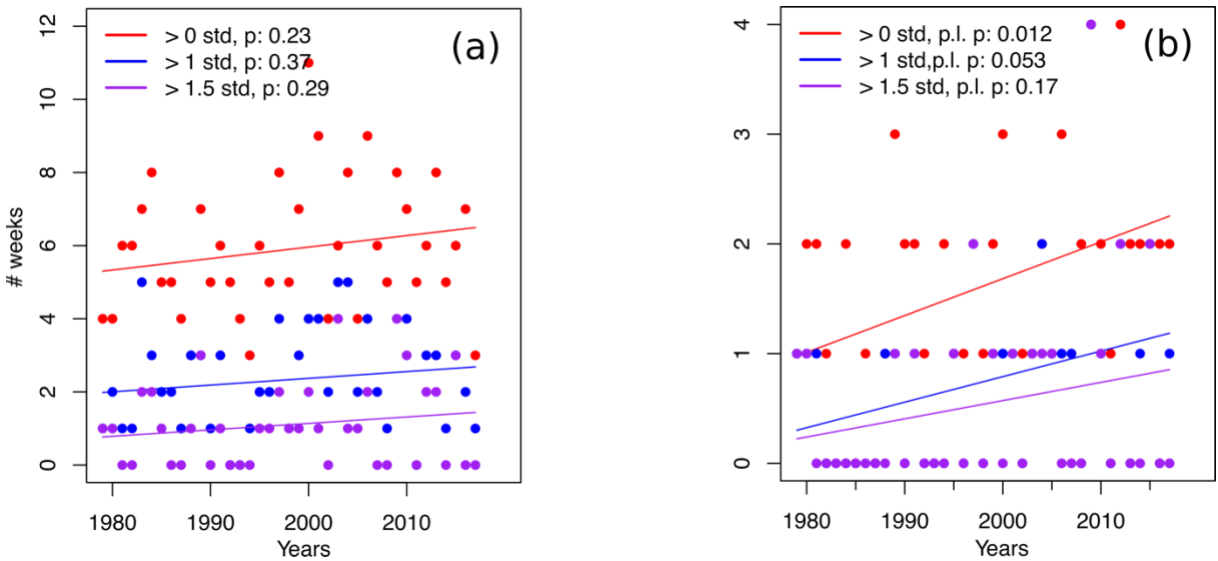 12
10
8
6
4
2
0
# weeks
> 0 std, p: 0.23
> 1 std, p: 0.37
> 1.5 std, p: 0.29
(a)
1980 1990 2000 2010
Years
4
3
2
1
0
> 0 std, p.l. p: 0.012
> 1 std,p.l. p: 0.053
> 1.5 std, p.l. p: 0.17
(b)
1980 1990 2000 2010
Years